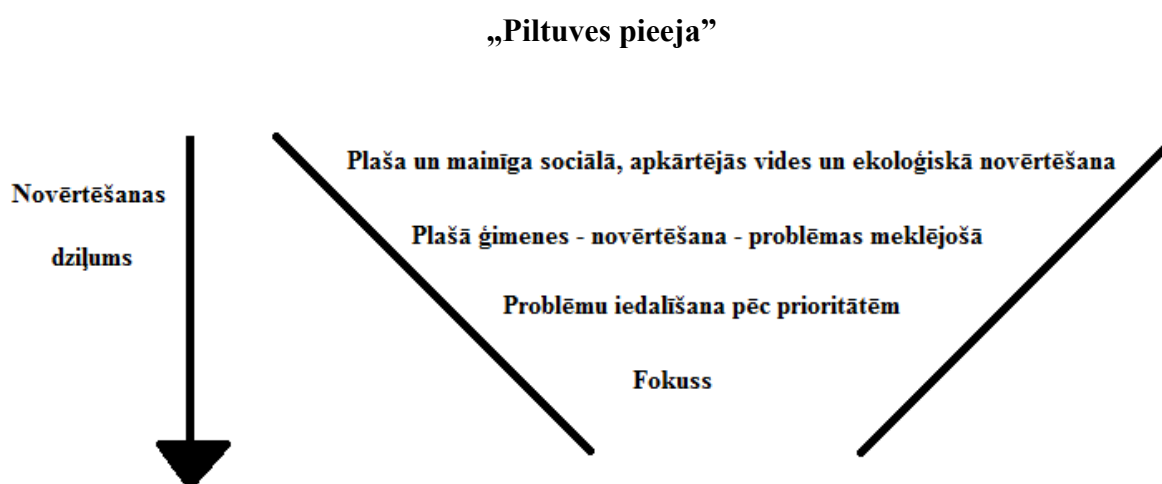 „Piltuves pieeja”
Plaša un mainīga sociālā, apkārtējās vides un ekoloģiskā novērtēšana
Novērtēšanas
dziļums
Plašā ģimenes - novērtēšana - problēmas meklējošā
Problēmu iedalīšana pēc prioritātēm
Fokuss